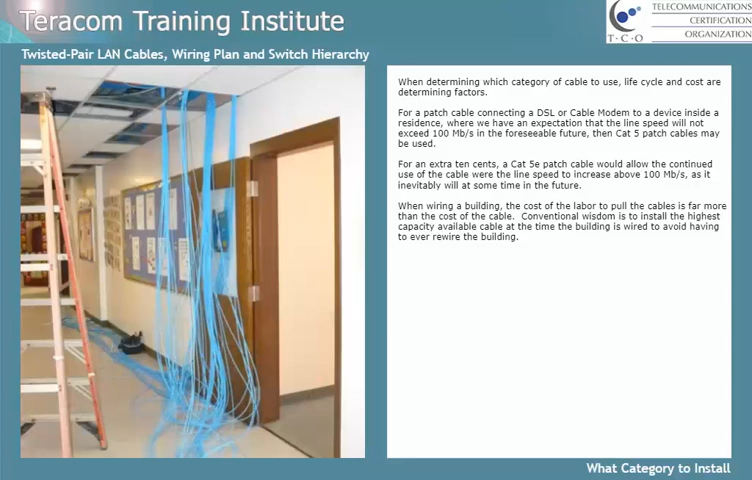 Teracom Training Institute
TELECOMMUNICATIONS
CERTIFICATION
ORGANIZATION
T·C·O
Twisted-Pair LAN Cables, Wiring Plan and Switch Hierarchy
When determining which category of cable to use, life cycle and cost are
determining factors.
For a patch cable connecting a DSL or Cable Modem to a device inside a
residence, where we have an expectation that the line speed will not
exceed 100 Mb/s in the foreseeable future, then Cat 5 patch cables may
be used.
For an extra ten cents, a Cat 5e patch cable would allow the continued
use of the cable were the line speed to increase above 100 Mb/s, as it
inevitably will at some time in the future.
When wiring a building, the cost of the labor to pull the cables is far more
than the cost of the cable. Conventional wisdom is to install the highest
capacity available cable at the time the building is wired to avoid having
to ever rewire the building.
What Category to Install